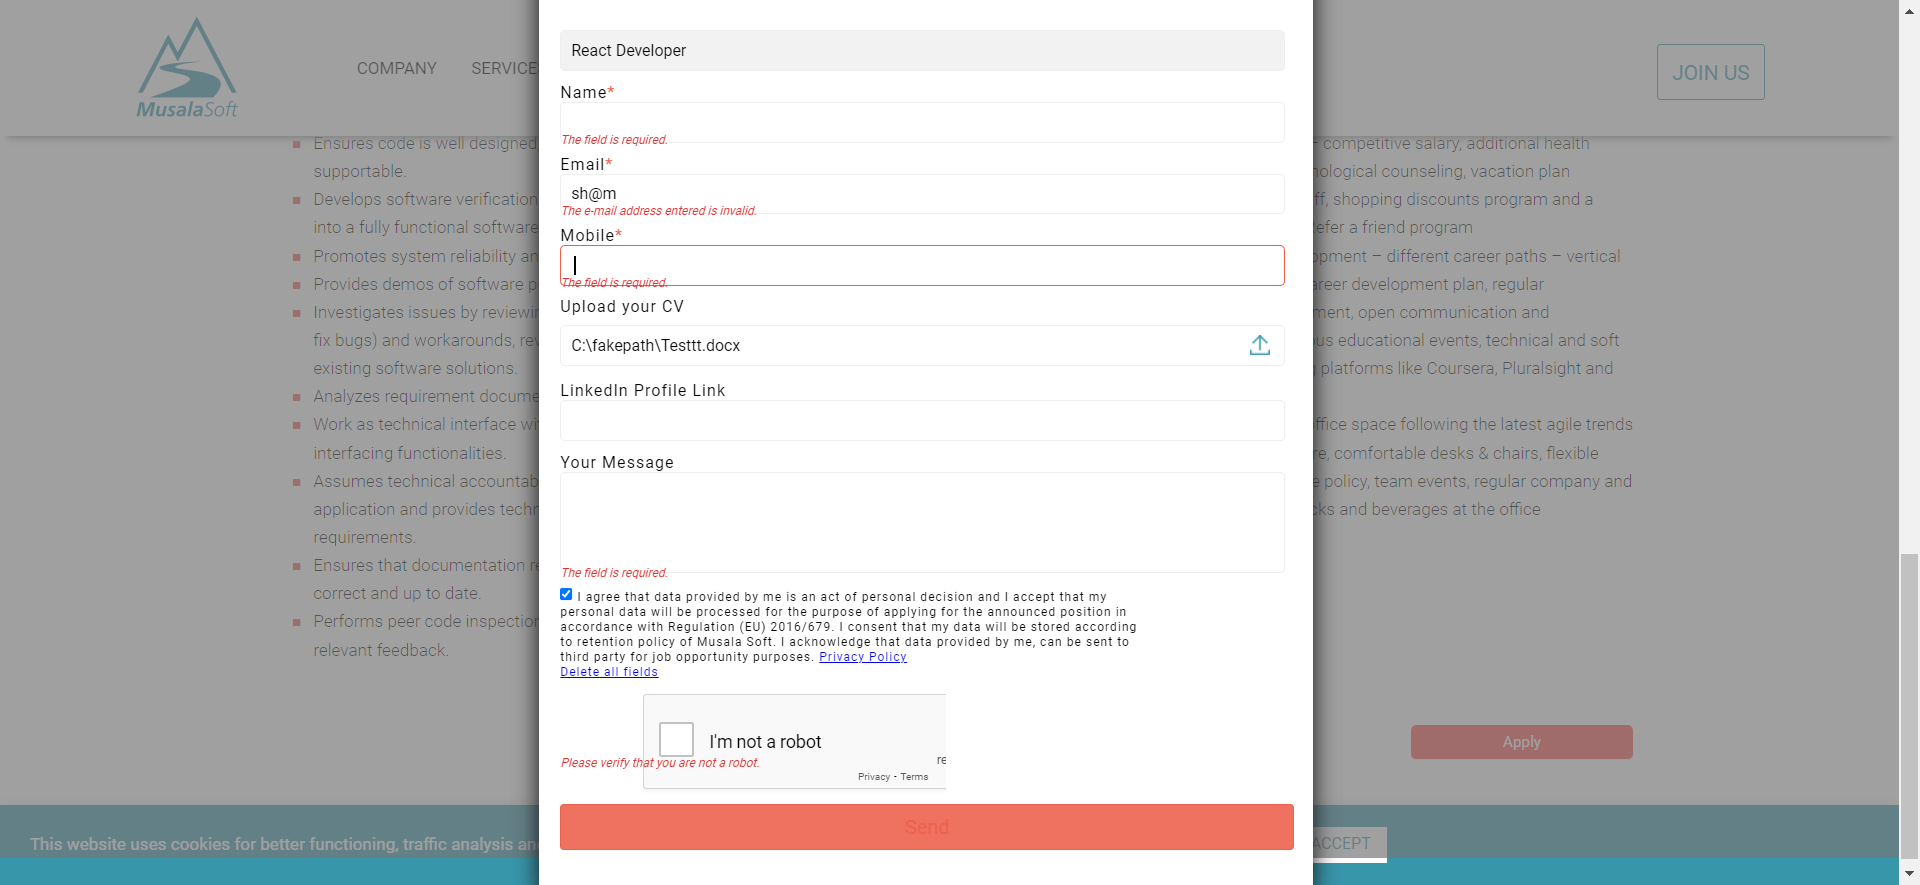 MusalaSoft
COMPANY
SERVICES
JOIN US
Ensures code is well designed,
supportable.
Develops software verification
into a fully functional software
Promotes system reliability an
Provides demos of software p
Investigates issues by reviewin
fix bugs) and workarounds, rev
existing software solutions.
Analyzes requirement docume
Work as technical interface wi
interfacing functionalities.
Assumes technical accountab
application and provides techn
requirements.
Ensures that documentation re
correct and up to date.
Performs peer code inspection
relevant feedback.
React Developer
Name*
The field is required.
Email*
sh@m
The e-mail address entered is invalid.
Mobile*
The field is required.
Upload your CV
C:\fakepath\Testtt.docx
LinkedIn Profile Link
Your Message
The field is required.
I agree that data provided by me is an act of personal decision and I accept that my
personal data will be processed for the purpose of applying for the announced position in
accordance with Regulation (EU) 2016/679. I consent that my data will be stored according
to retention policy of Musala Soft. I acknowledge that data provided by me, can be sent to
third party for job opportunity purposes. Privacy Policy
Delete all fields
I'm not a robot
re
Privacy - Terms
Please verify that you are not a robot.
Send
– competitive salary, additional health
nological counseling, vacation plan
ff, shopping discounts program and a
efer a friend program
opment – different career paths – vertical
areer development plan, regular
ment, open communication and
ous educational events, technical and soft
g platforms like Coursera, Pluralsight and
ffice space following the latest agile trends
re, comfortable desks & chairs, flexible
e policy, team events, regular company and
cks and beverages at the office
Apply
This website uses cookies for better functioning, traffic analysis an
ACCEPT